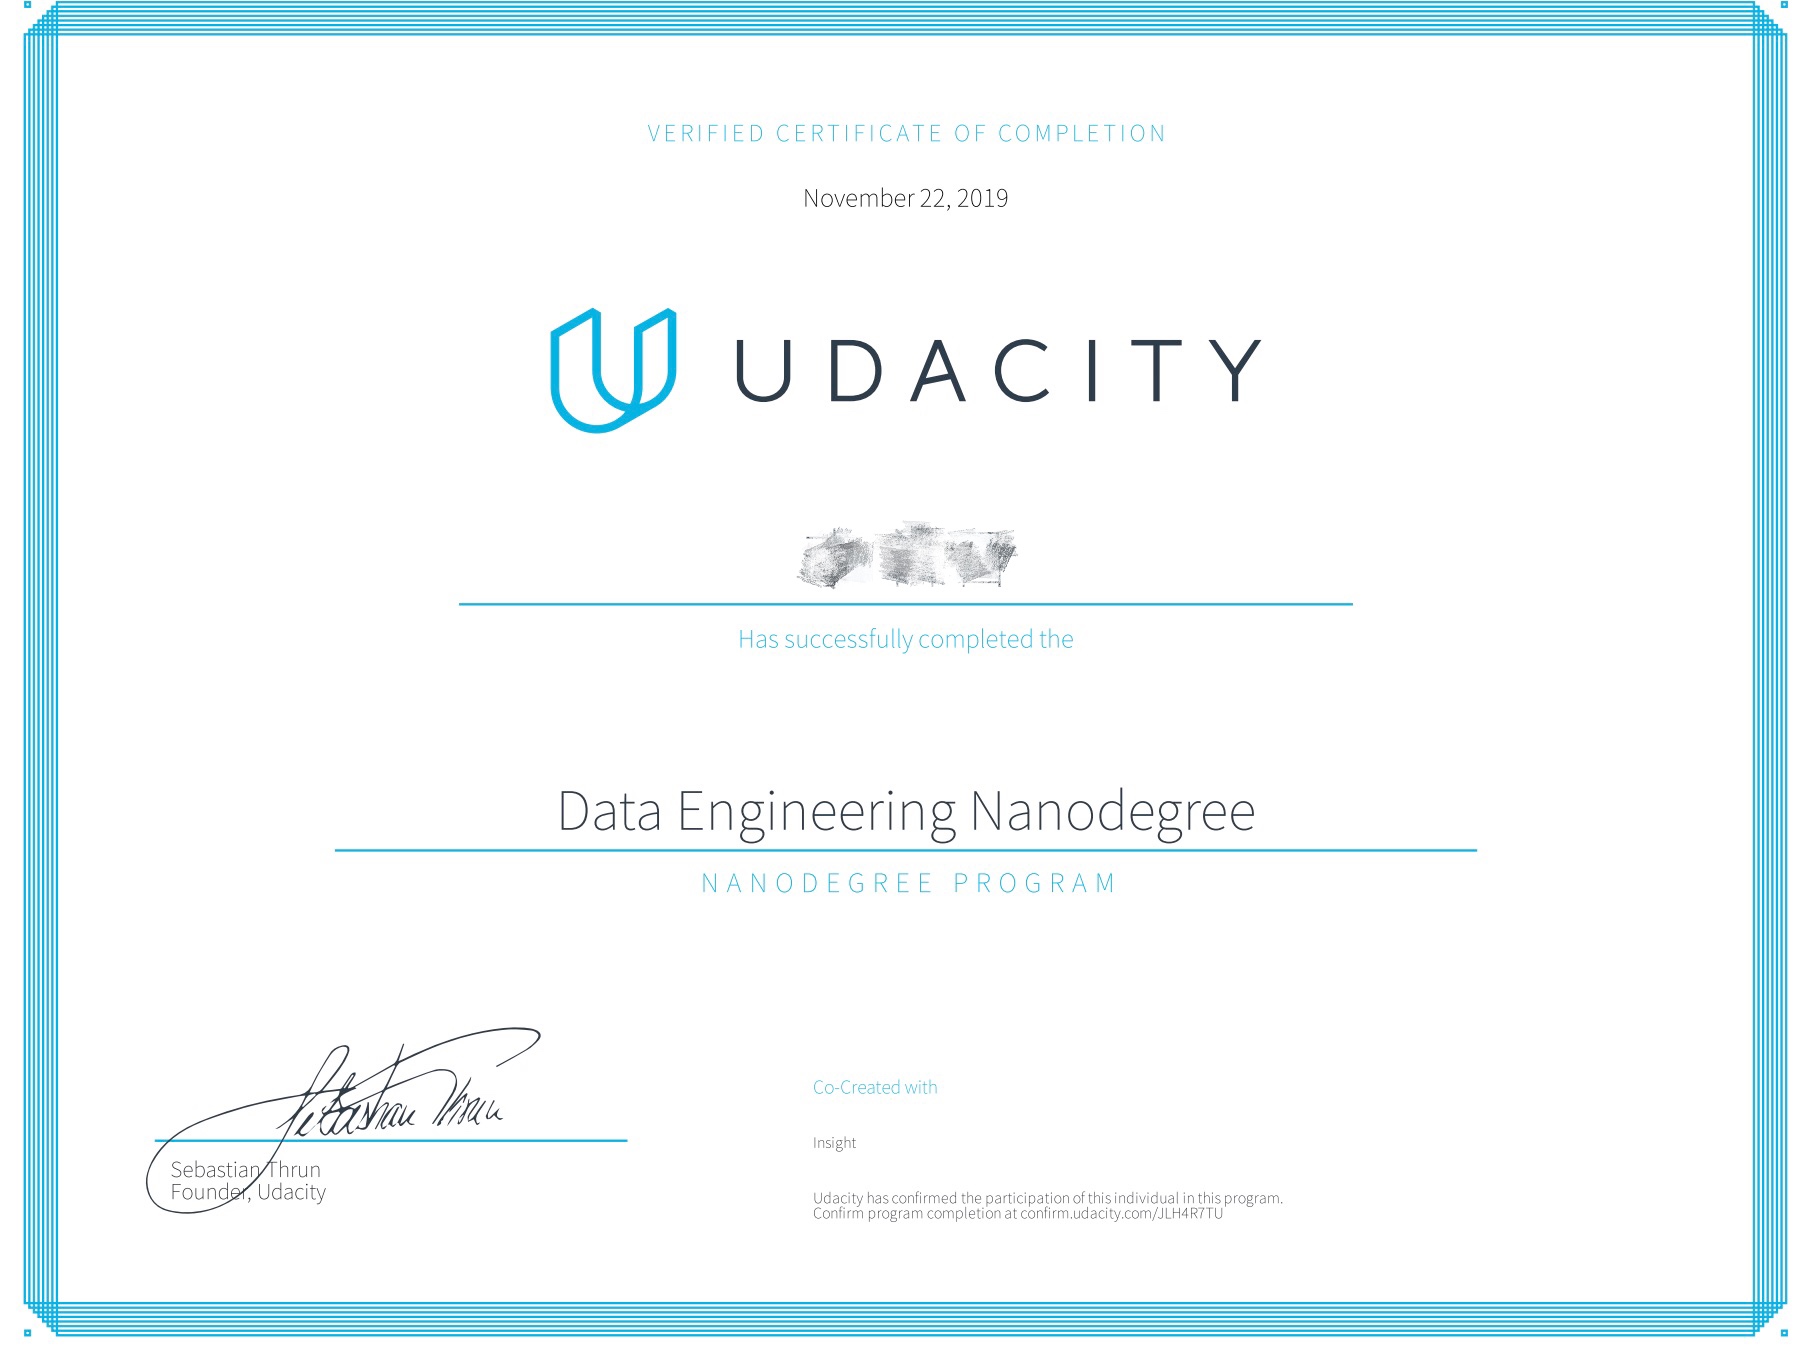 VERIFIED CERTIFICATE OF COMPLETION
November 22, 2019
UDACITY
Has successfully completed the
Data Engineering Nanodegree
NANODEGREE PROGRAM
Sebastian Thrun
Sebastian Thrun
Founder, Udacity
Co-Created with
Insight
Udacity has confirmed the participation of this individual in this program.
Confirm program completion at confirm.udacity.com/JLH4R7TU